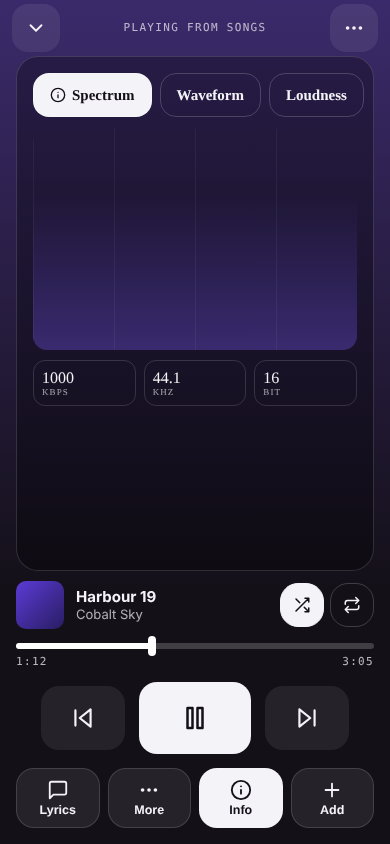 PLAYING FROM SONGS
Spectrum Waveform Loudness
1000 44.1 16
KBPS KHZ BIT
Harbour 19
Cobalt Sky
1:12 3:05
Lyrics More Info Add